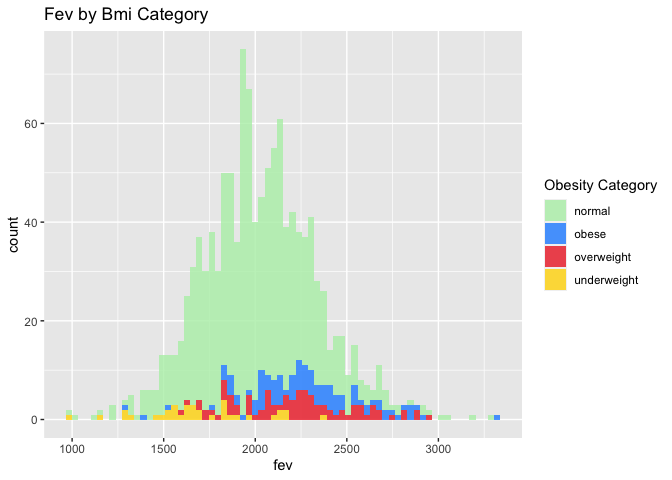 Fev by Bmi Category
count
60
40
20
0
1000 1500 2000 2500 3000
fev
Obesity Category
normal
obese
overweight
underweight